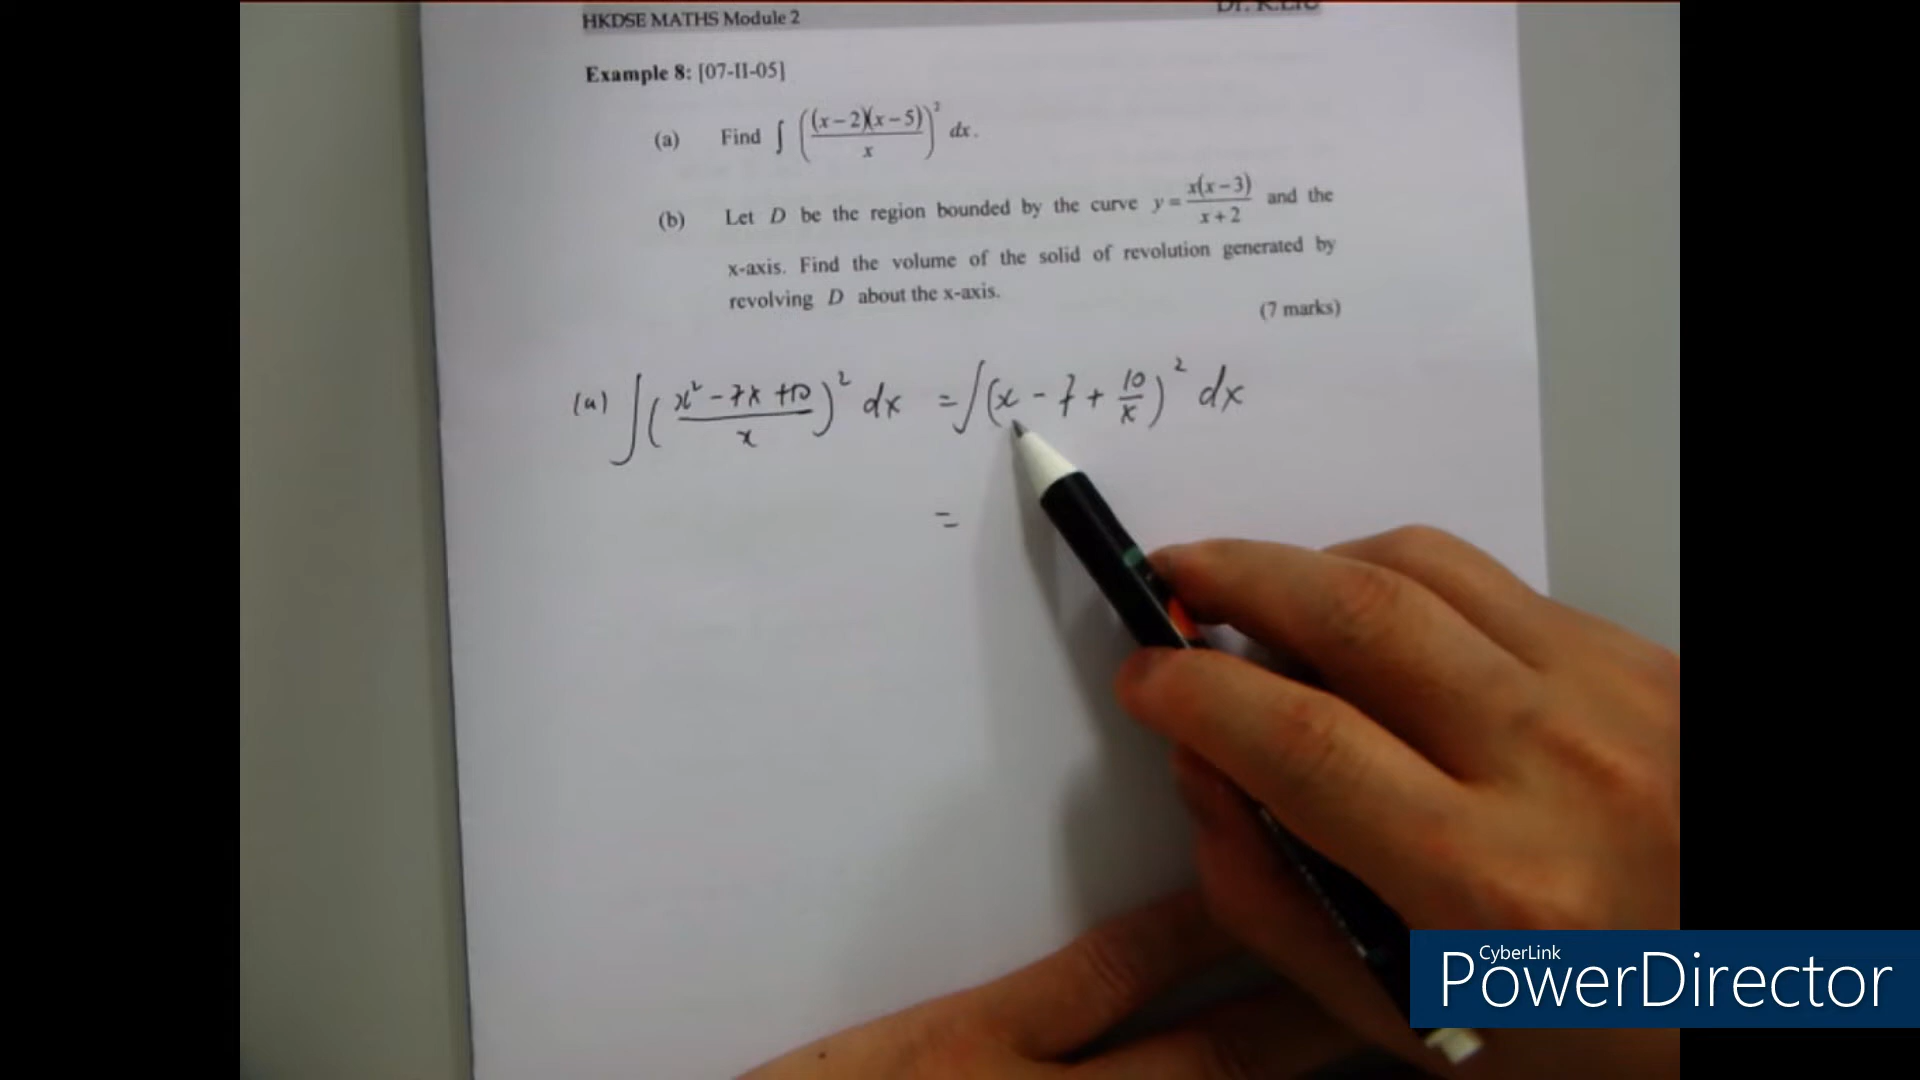 HKDSE MATHS Module 2
Dr. K.LIU
Example 8: [07-II-05]
(a) Find ∫ ((x−2)(x−5)/x)² dx.
(b) Let D be the region bounded by the curve y = x(x−3)/x+2 and the
x-axis. Find the volume of the solid of revolution generated by
revolving D about the x-axis.
(7 marks)
(a) ∫(x² − 7x + 10/x)² dx = ∫(x − 7 + 10/x)² dx
=
CyberLink
PowerDirector